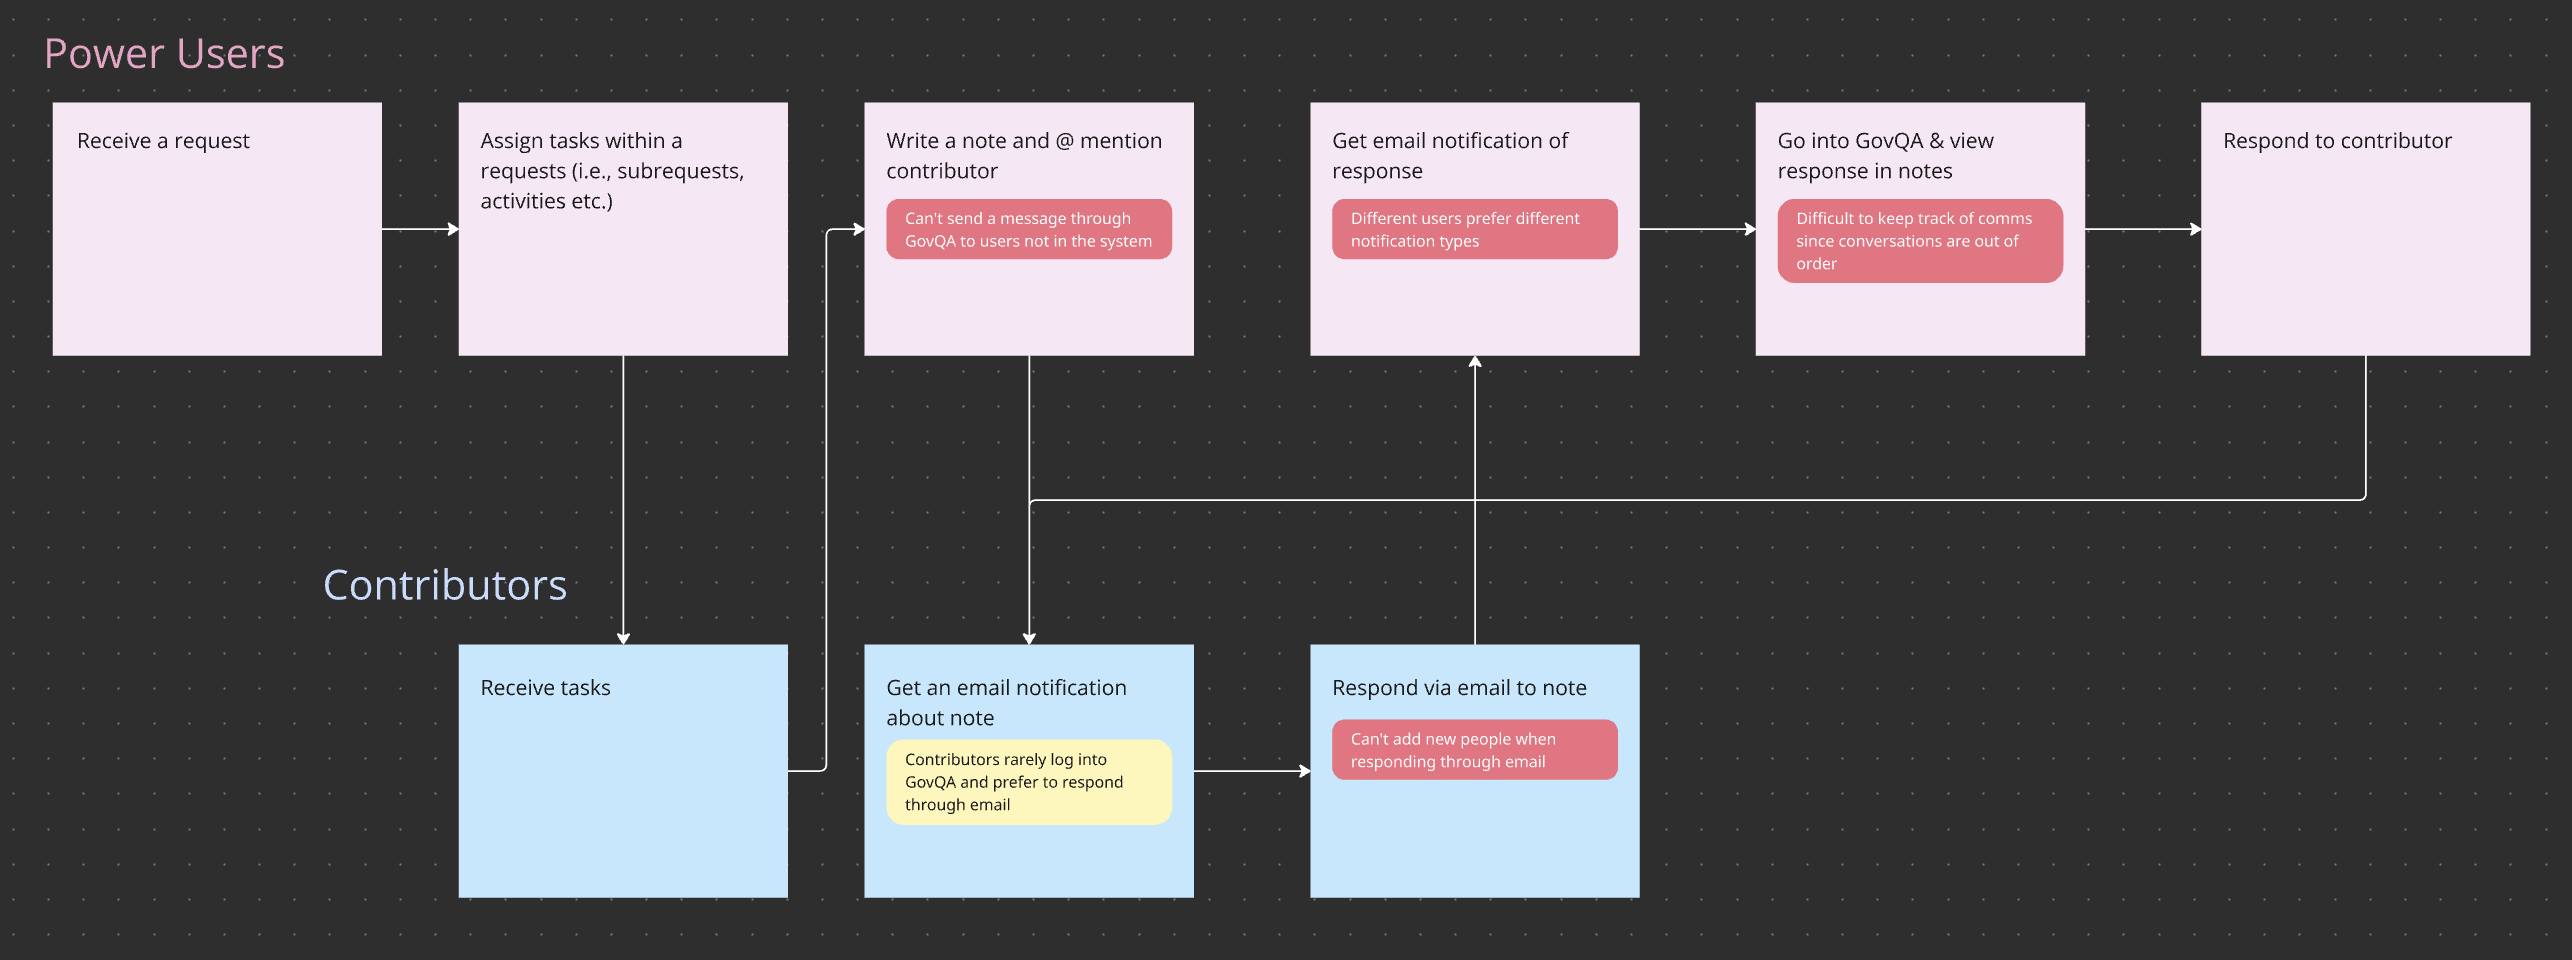 Power Users
Receive a request
Assign tasks within a
requests (i.e., subrequests,
activities etc.)
Write a note and @ mention
contributor
Can't send a message through
GovQA to users not in the system
Get email notification of
response
Different users prefer different
notification types
Go into GovQA & view
response in notes
Difficult to keep track of comms
since conversations are out of
order
Respond to contributor
Contributors
Receive tasks
Get an email notification
about note
Contributors rarely log into
GovQA and prefer to respond
through email
Respond via email to note
Can't add new people when
responding through email